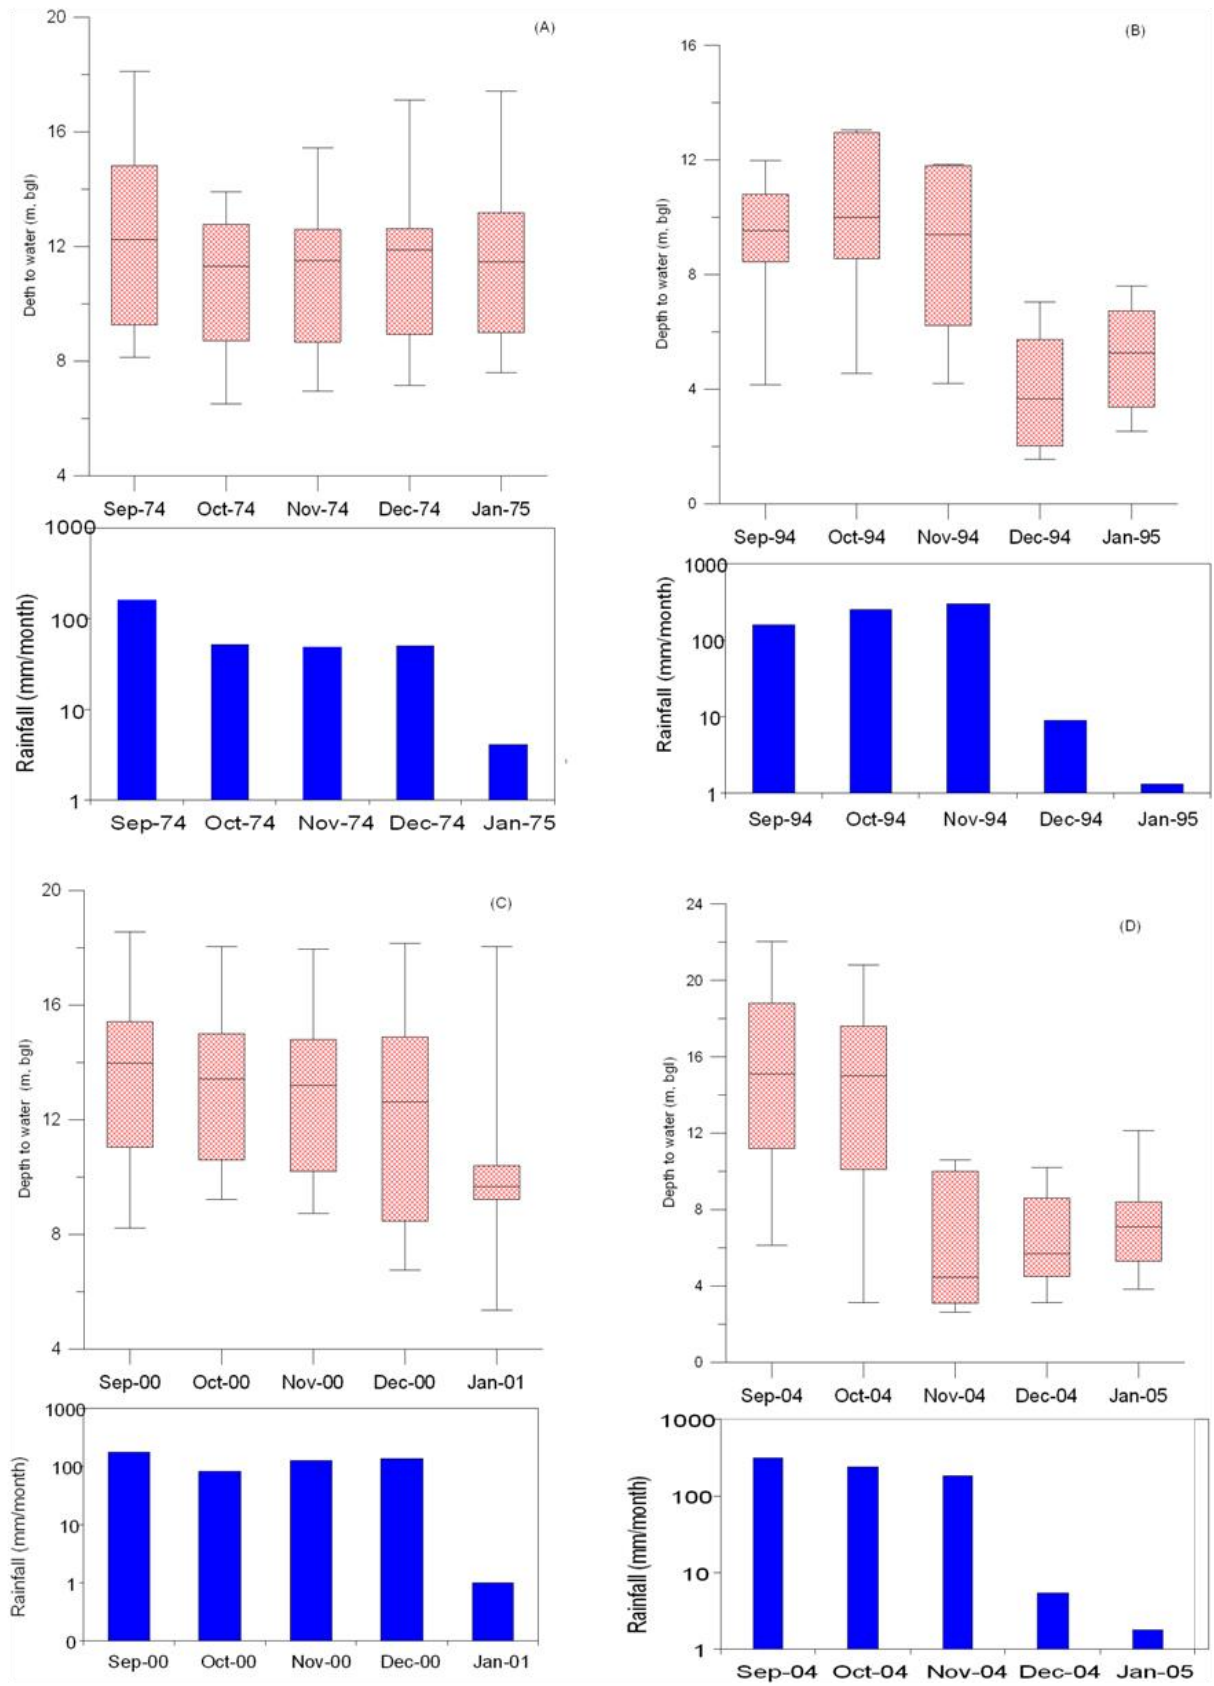 (A)
20
16
12
8
4
Deth to water (m, bgl)
Sep-74 Oct-74 Nov-74 Dec-74 Jan-75
1000
100
10
1
Rainfall (mm/month)
Sep-74 Oct-74 Nov-74 Dec-74 Jan-75
(B)
16
12
8
4
0
Depth to water (m, bgl)
Sep-94 Oct-94 Nov-94 Dec-94 Jan-95
1000
100
10
1
Rainfall (mm/month)
Sep-94 Oct-94 Nov-94 Dec-94 Jan-95
(C)
20
16
12
8
4
Depth to water (m, bgl)
Sep-00 Oct-00 Nov-00 Dec-00 Jan-01
1000
100
10
1
0
Rainfall (mm/month)
Sep-00 Oct-00 Nov-00 Dec-00 Jan-01
(D)
24
20
16
12
8
4
0
Depth to water (m, bgl)
Sep-04 Oct-04 Nov-04 Dec-04 Jan-05
1000
100
10
1
Rainfall (mm/month)
Sep-04 Oct-04 Nov-04 Dec-04 Jan-05